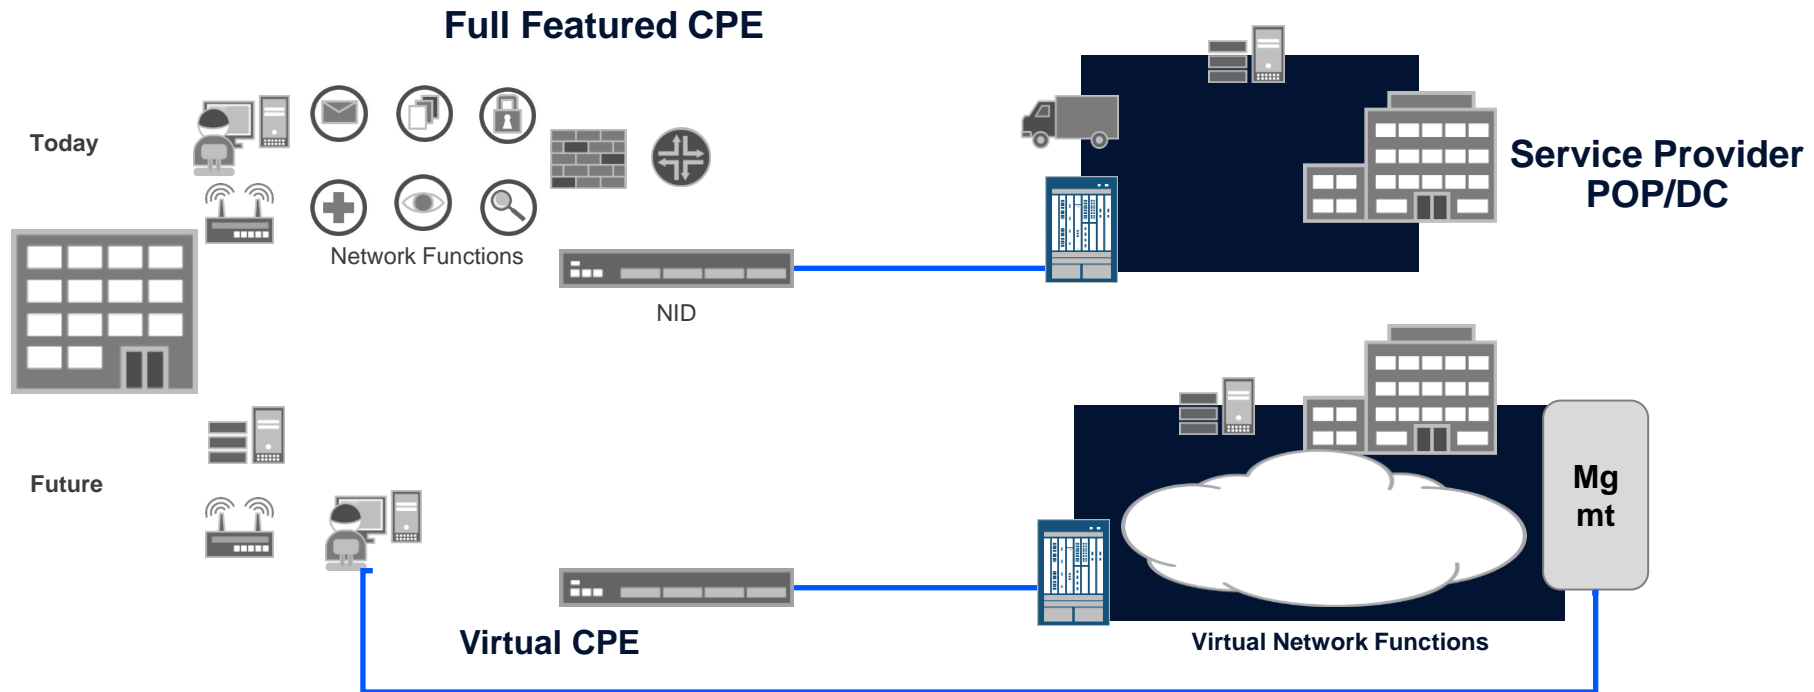 Full Featured CPE
Today
Service Provider
POP/DC
Network Functions
NID
Future
Mg
mt
Virtual CPE
Virtual Network Functions